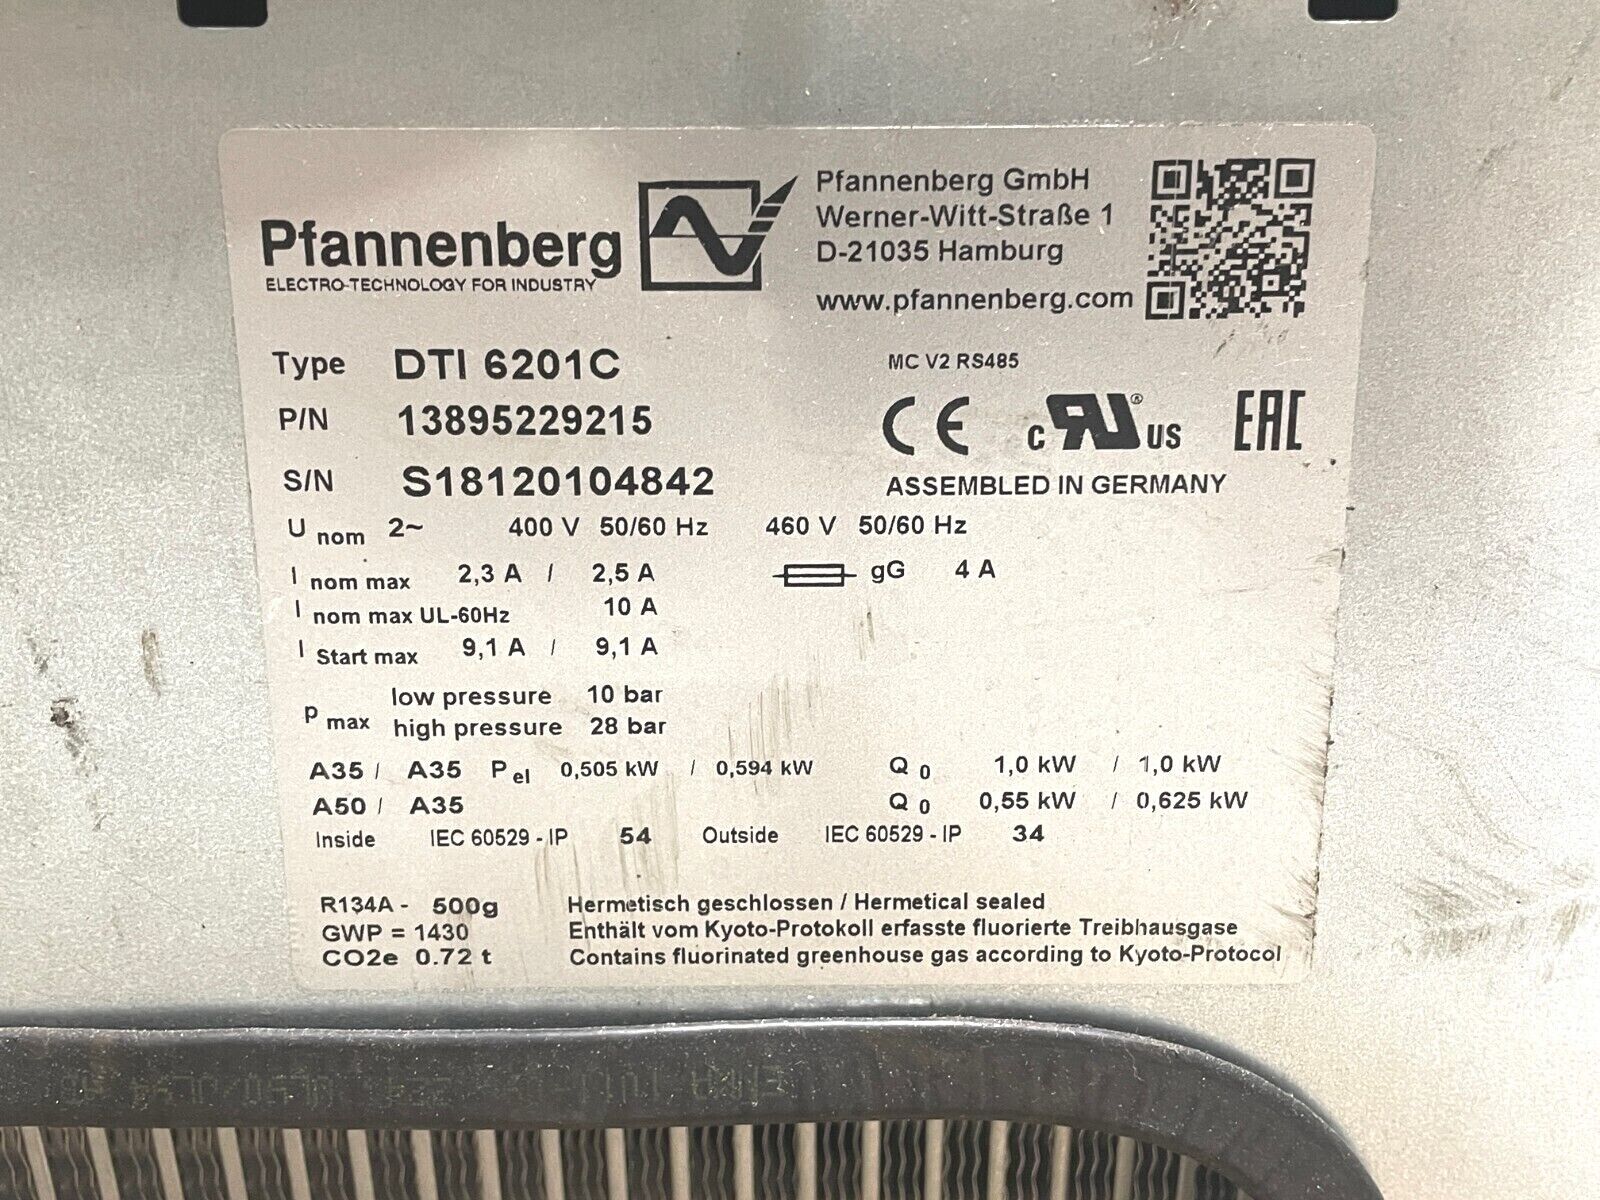 Pfannenberg
ELECTRO-TECHNOLOGY FOR INDUSTRY
Pfannenberg GmbH
Werner-Witt-Straße 1
D-21035 Hamburg
www.pfannenberg.com
Type DTI 6201C
MC V2 RS485
P/N 13895229215
CE c RU ® US EAC
S/N S18120104842
ASSEMBLED IN GERMANY
U nom 2~ 400 V 50/60 Hz 460 V 50/60 Hz
I nom max 2,3 A / 2,5 A gG 4 A
I nom max UL-60Hz 10 A
I Start max 9,1 A / 9,1 A
P max low pressure 10 bar
high pressure 28 bar
A35 / A35 P el 0,505 kW / 0,594 kW Q 0 1,0 kW / 1,0 kW
A50 / A35 Q 0 0,55 kW / 0,625 kW
Inside IEC 60529 - IP 54 Outside IEC 60529 - IP 34
R134A - 500g Hermetisch geschlossen / Hermetical sealed
GWP = 1430 Enthält vom Kyoto-Protokoll erfasste fluorierte Treibhausgase
CO2e 0.72 t Contains fluorinated greenhouse gas according to Kyoto-Protocol